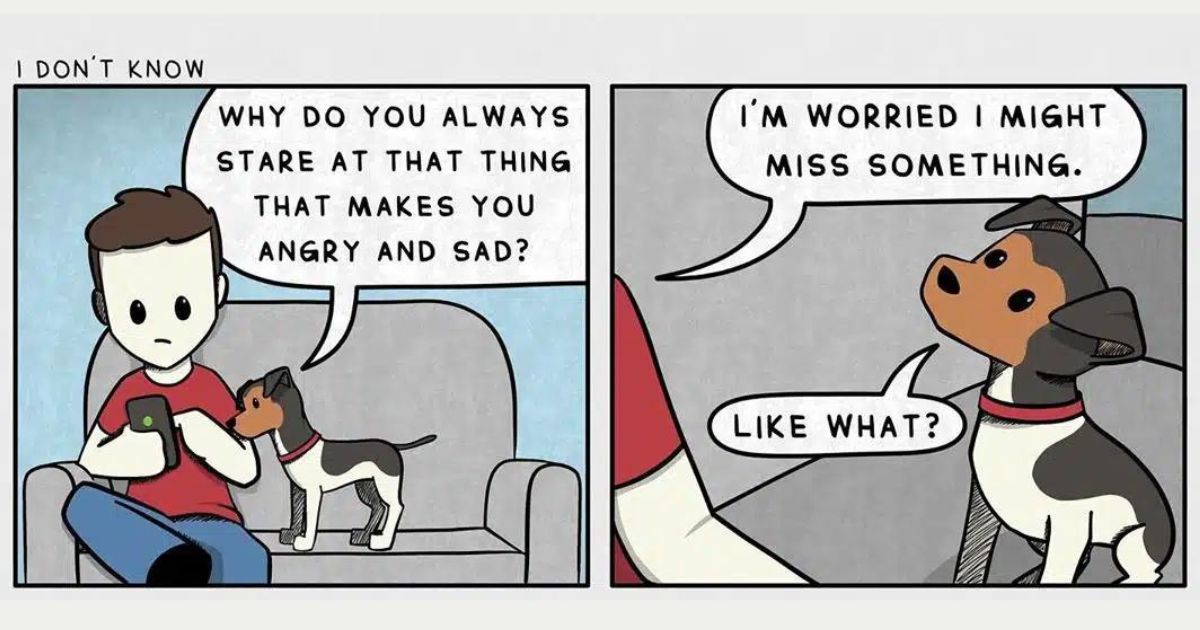 I DON'T KNOW
WHY DO YOU ALWAYS
STARE AT THAT THING
THAT MAKES YOU
ANGRY AND SAD?
I'M WORRIED I MIGHT
MISS SOMETHING.
LIKE WHAT?